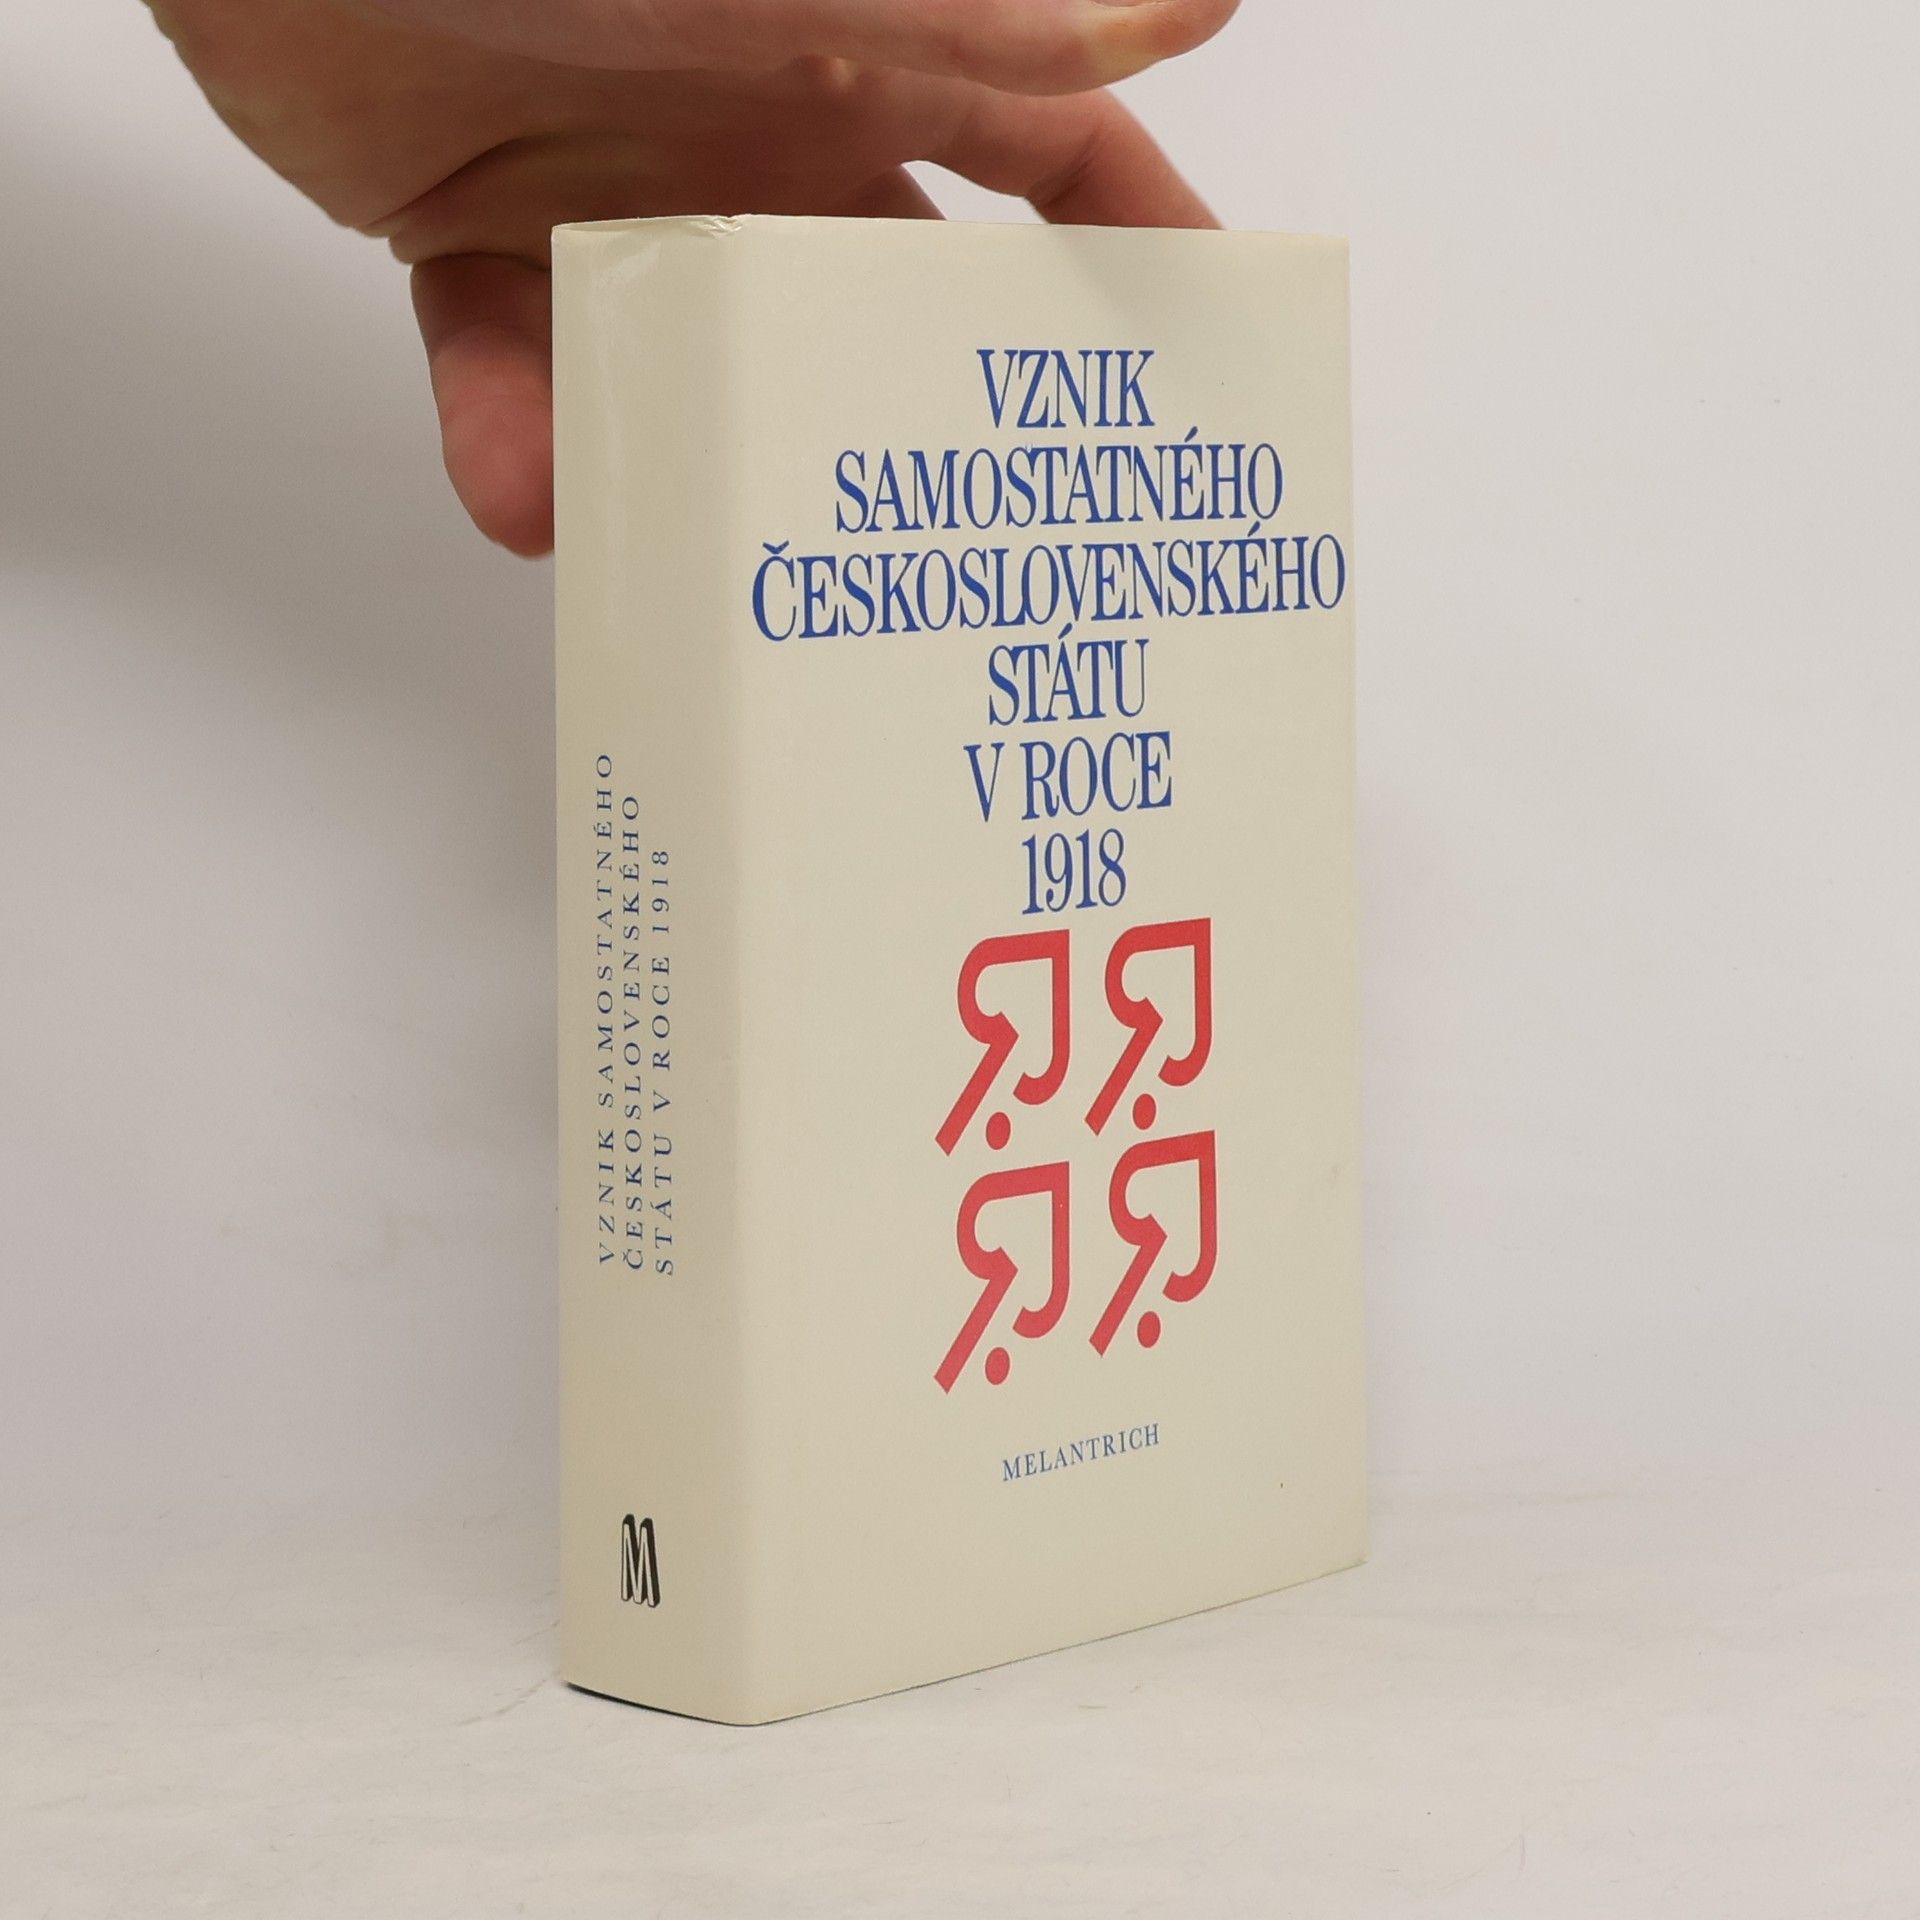 VZNIK
SAMOSTATNÉHO
ČESKOSLOVENSKÉHO
STÁTU
V ROCE
1918
MELANTRICH
VZNIK SAMOSTATNÉHO
ČESKOSLOVENSKÉHO
STÁTU V ROCE 1918
M